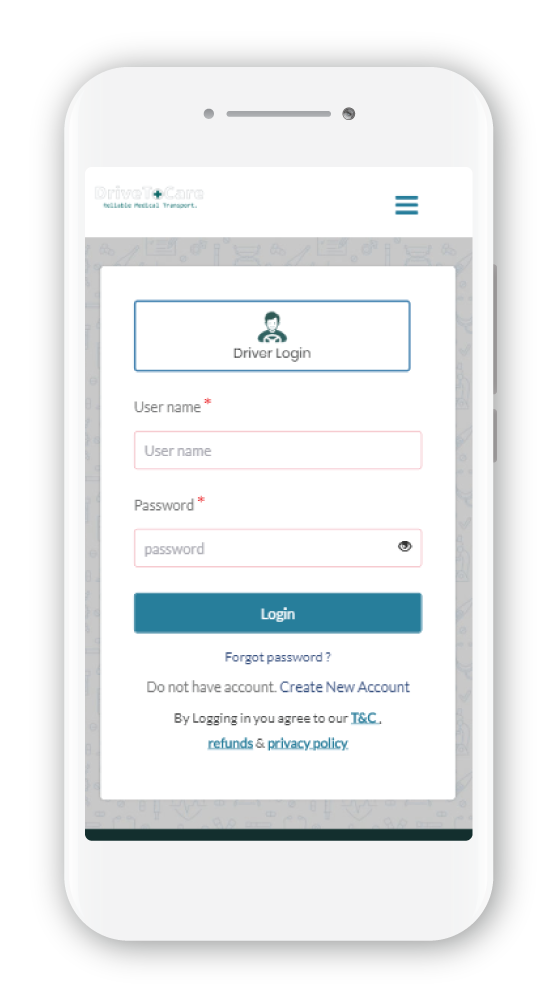 DriveToCare
Reliable Medical Transport.
Driver Login
User name *
User name
Password *
password
Login
Forgot password ?
Do not have account. Create New Account
By Logging in you agree to our T&C ,
refunds & privacy policy